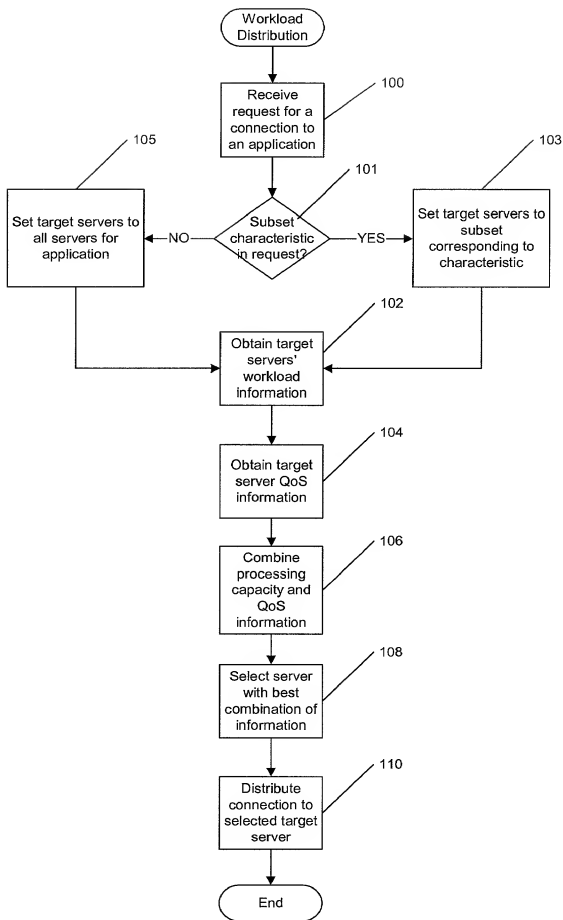 Workload
Distribution
100
Receive
request for a
connection to
an application
105
101
103
Set target servers to
all servers for
application
NO
Subset
characteristic
in request?
YES
Set target servers to
subset
corresponding to
characteristic
102
Obtain target
servers'
workload
information
104
Obtain target
server QoS
information
106
Combine
processing
capacity and
QoS
information
108
Select server
with best
combination of
information
110
Distribute
connection to
selected target
server
End